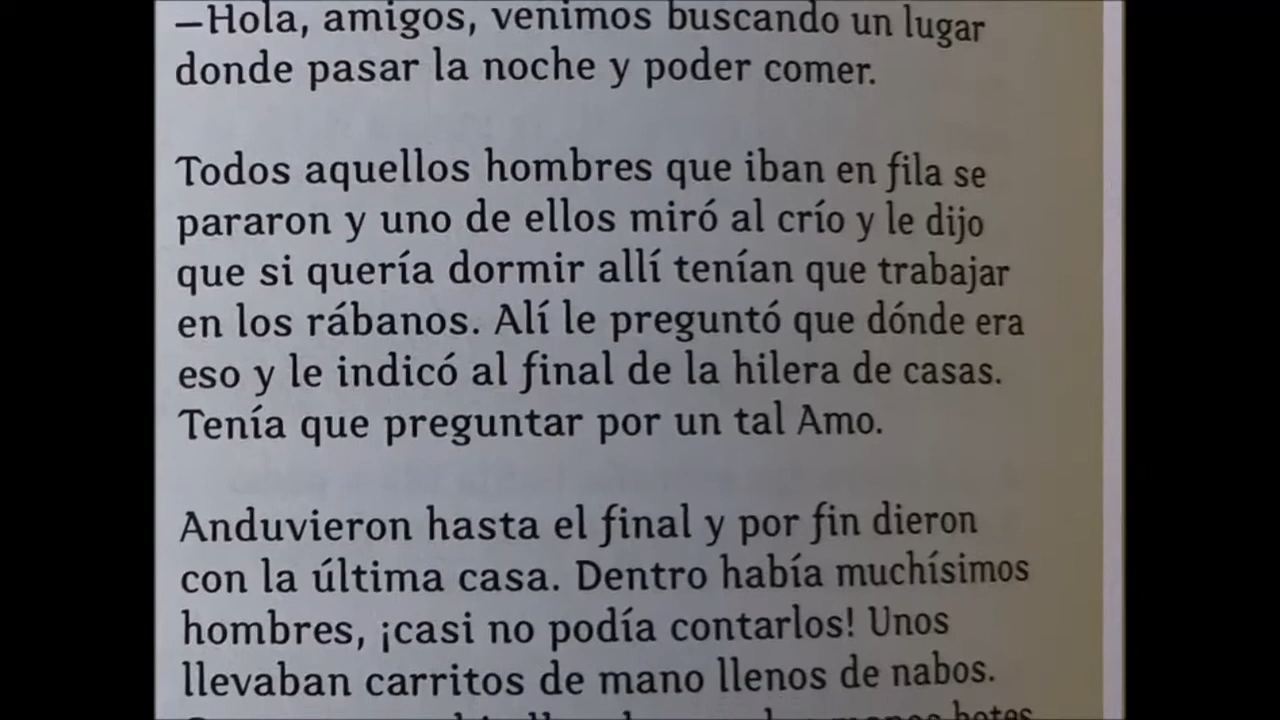 —Hola, amigos, venimos buscando un lugar
donde pasar la noche y poder comer.
Todos aquellos hombres que iban en fila se
pararon y uno de ellos miró al crío y le dijo
que si quería dormir allí tenían que trabajar
en los rábanos. Alí le preguntó que dónde era
eso y le indicó al final de la hilera de casas.
Tenía que preguntar por un tal Amo.
Anduvieron hasta el final y por fin dieron
con la última casa. Dentro había muchísimos
hombres, ¡casi no podía contarlos! Unos
llevaban carritos de mano llenos de nabos.
botes